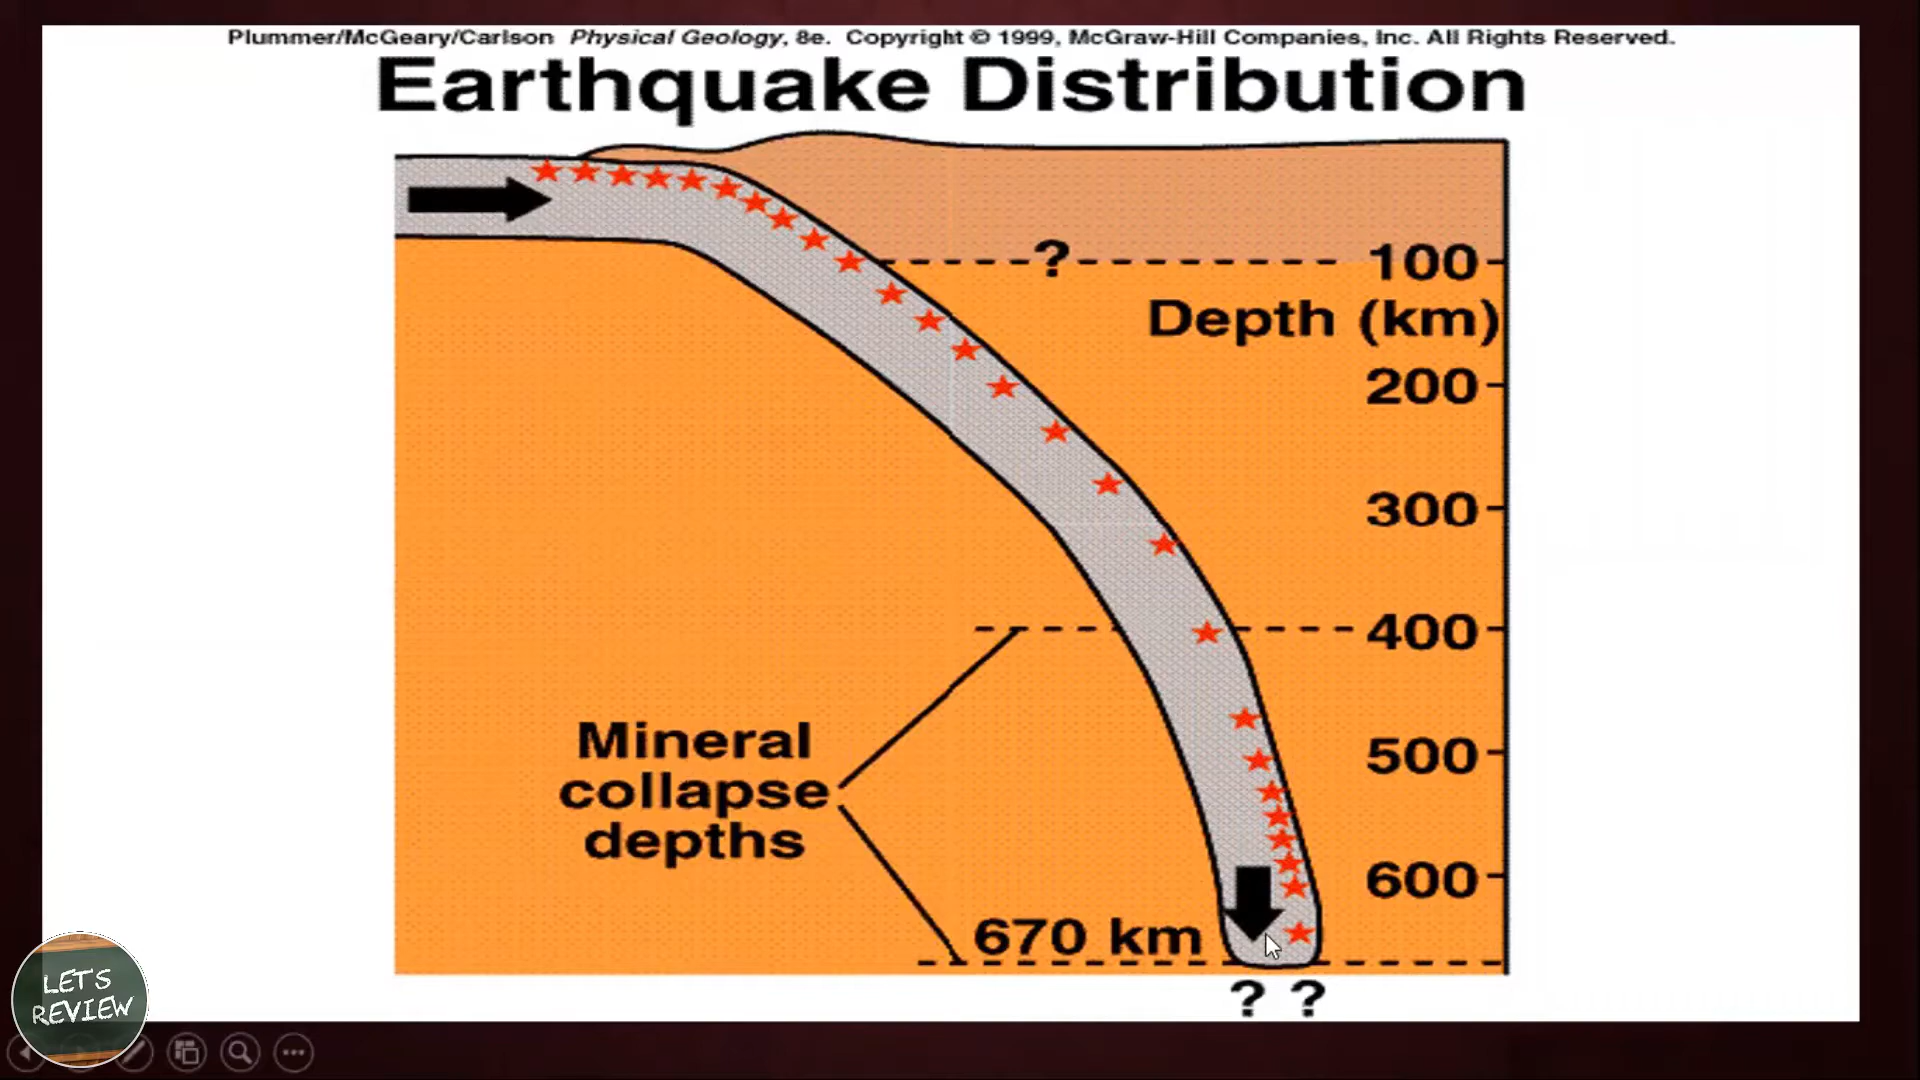 Plummer/McGeary/Carlson Physical Geology, 8e. Copyright © 1999, McGraw-Hill Companies, Inc. All Rights Reserved.
Earthquake Distribution
?
100
Depth (km)
200
300
400
Mineral
collapse
depths
500
600
670 km
? ?
LET'S
REVIEW